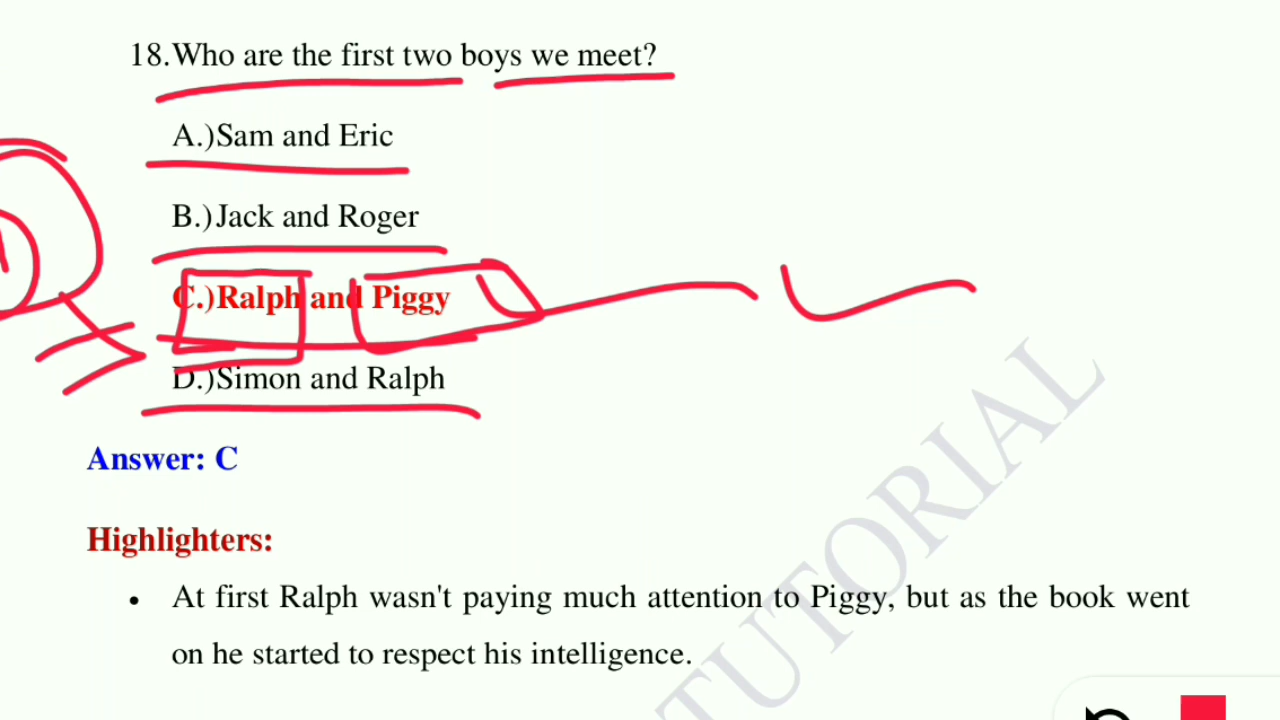 18.Who are the first two boys we meet?
A.)Sam and Eric
B.)Jack and Roger
C.)Ralph and Piggy
D.)Simon and Ralph
Answer: C
Highlighters:
• At first Ralph wasn't paying much attention to Piggy, but as the book went
on he started to respect his intelligence.
TUTORIAL